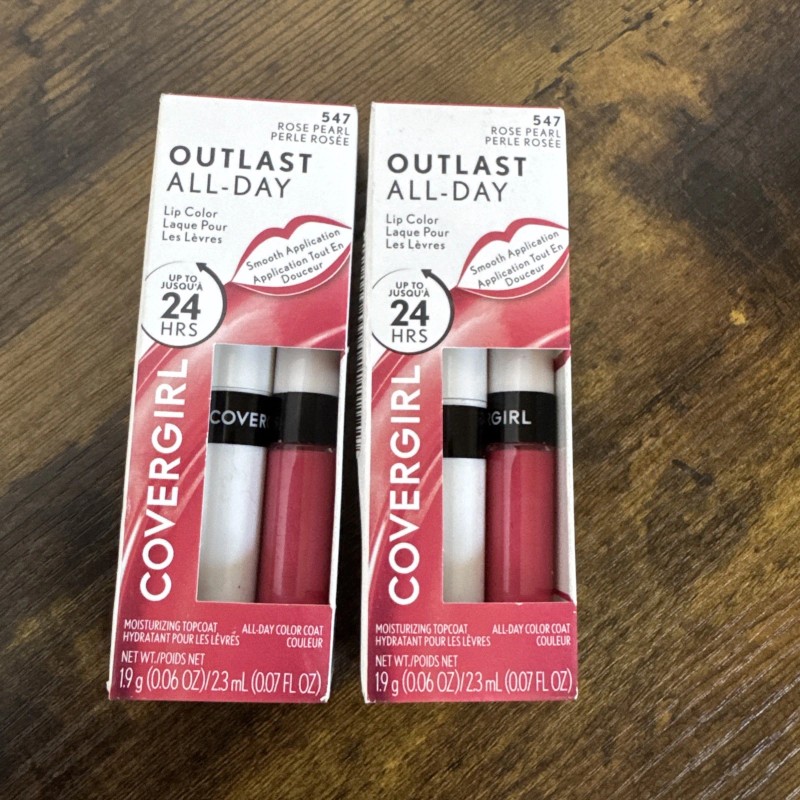 547
ROSE PEARL
PERLE ROSÉE
OUTLAST
ALL-DAY
Lip Color
Laque Pour
Les Lèvres
Smooth Application
Application Tout En
Douceur
UP TO
JUSQU'À
24
HRS
COVERGIRL
COVER
MOISTURIZING TOPCOAT
HYDRATANT POUR LES LÈVRES
ALL-DAY COLOR COAT
COULEUR
NET WT./POIDS NET
1.9 g (0.06 OZ)/2.3 mL (0.07 FL OZ)
547
ROSE PEARL
PERLE ROSÉE
OUTLAST
ALL-DAY
Lip Color
Laque Pour
Les Lèvres
Smooth Application
Application Tout En
Douceur
UP TO
JUSQU'À
24
HRS
COVERGIRL
RGIRL
MOISTURIZING TOPCOAT
HYDRATANT POUR LES LÈVRES
ALL-DAY COLOR COAT
COULEUR
NET WT./POIDS NET
1.9 g (0.06 OZ)/2.3 mL (0.07 FL OZ)